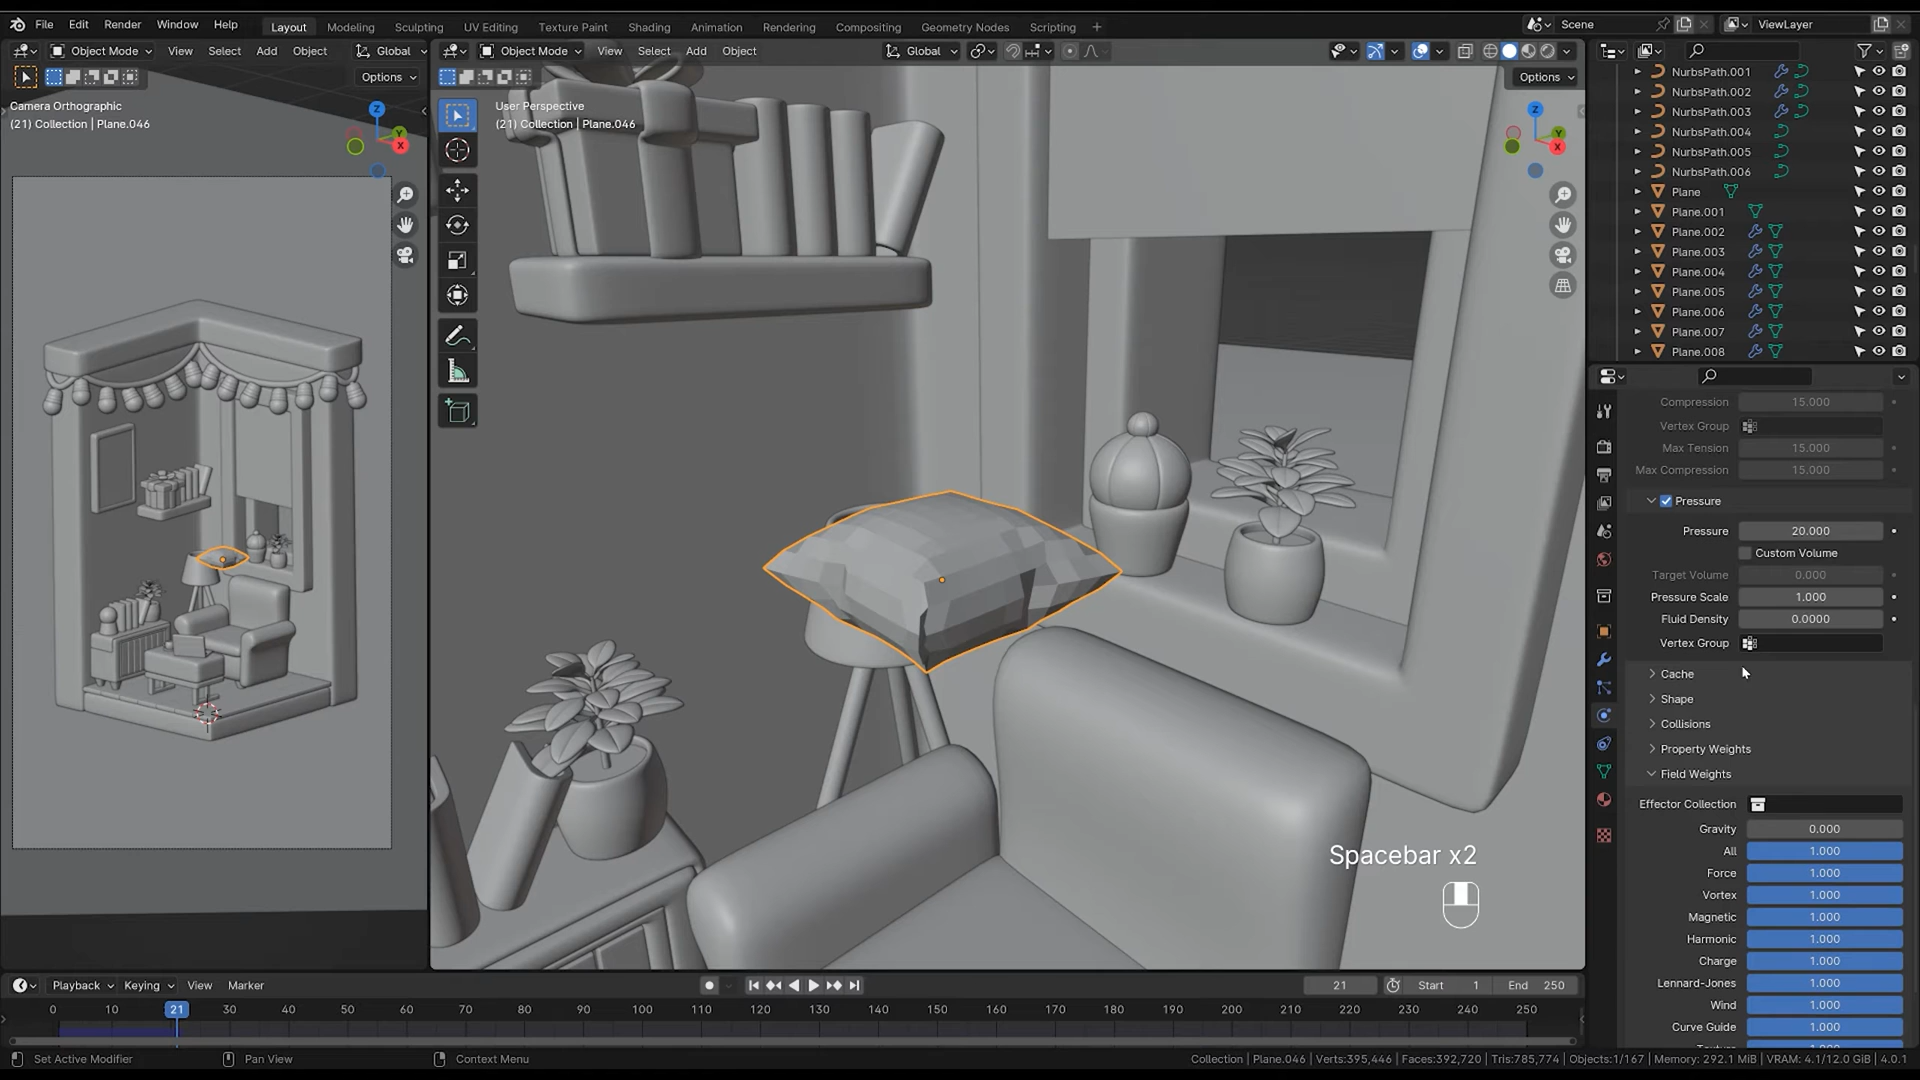 File Edit Render Window Help Layout Modeling Sculpting UV Editing Texture Paint Shading Animation Rendering Compositing Geometry Nodes Scripting + Scene ViewLayer
Object Mode View Select Add Object Global
Object Mode View Select Add Object Global
Options
Options
Camera Orthographic
(21) Collection | Plane.046
User Perspective
(21) Collection | Plane.046
Z
Y
X
Z
Y
X
NurbsPath.001
NurbsPath.002
NurbsPath.003
NurbsPath.004
NurbsPath.005
NurbsPath.006
Plane
Plane.001
Plane.002
Plane.003
Plane.004
Plane.005
Plane.006
Plane.007
Plane.008
Compression 15.000
Vertex Group
Max Tension 15.000
Max Compression 15.000
Pressure
Pressure 20.000
Custom Volume
Target Volume 0.000
Pressure Scale 1.000
Fluid Density 0.0000
Vertex Group
Cache
Shape
Collisions
Property Weights
Field Weights
Effector Collection
Gravity 0.000
All 1.000
Force 1.000
Vortex 1.000
Magnetic 1.000
Harmonic 1.000
Charge 1.000
Lennard-Jones 1.000
Wind 1.000
Curve Guide 1.000
Spacebar x2
Playback Keying View Marker 21 Start 1 End 250
0 10 21 30 40 50 60 70 80 90 100 110 120 130 140 150 160 170 180 190 200 210 220 230 240 250
Set Active Modifier Pan View Context Menu Collection | Plane.046 | Verts:395,446 | Faces:392,720 | Tris:785,774 | Objects:1/167 | Memory: 292.1 MiB | VRAM: 4.1/12.0 GiB | 4.0.1